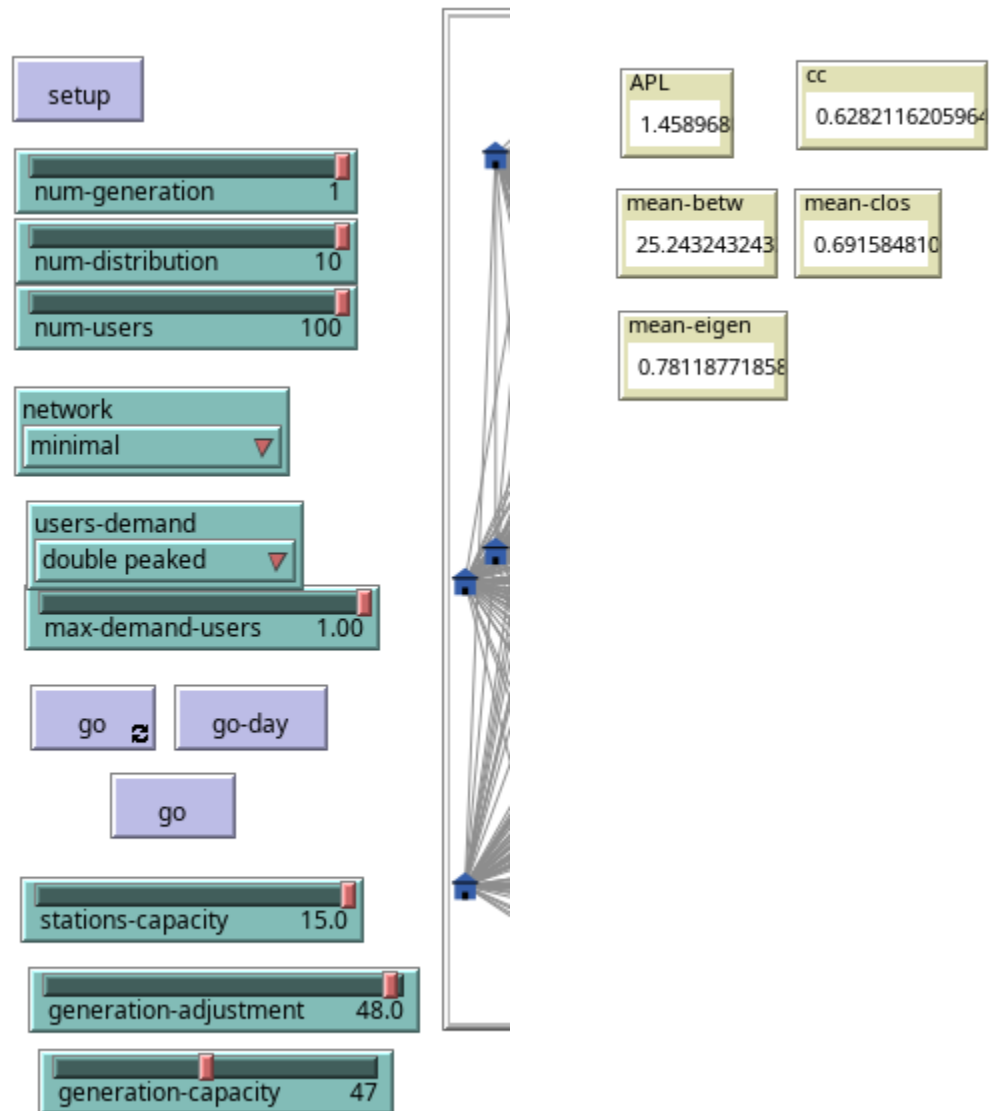 setup
num-generation 1
num-distribution 10
num-users 100
network
minimal
users-demand
double peaked
max-demand-users 1.00
go
go-day
go
stations-capacity 15.0
generation-adjustment 48.0
generation-capacity 47
APL
1.458968
cc
0.6282116205964
mean-betw
25.243243243
mean-clos
0.691584810
mean-eigen
0.78118771858